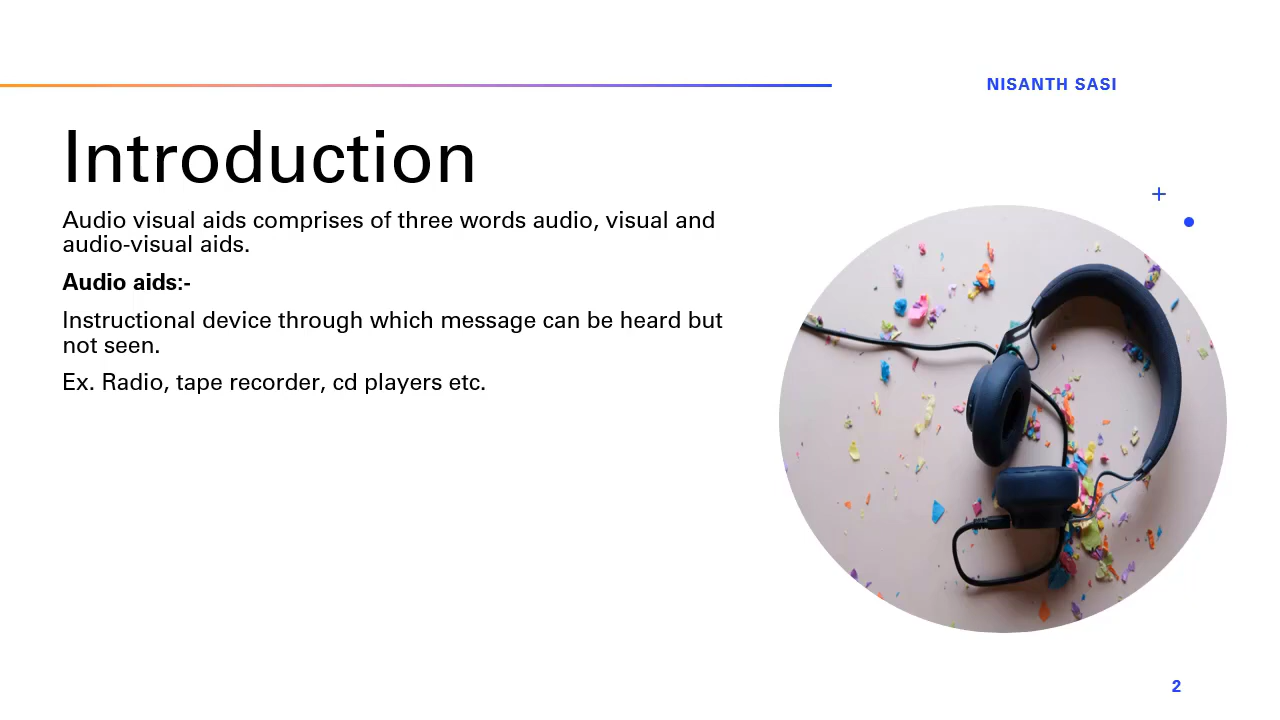 NISANTH SASI
Introduction
Audio visual aids comprises of three words audio, visual and
audio-visual aids.
Audio aids:-
Instructional device through which message can be heard but
not seen.
Ex. Radio, tape recorder, cd players etc.
2